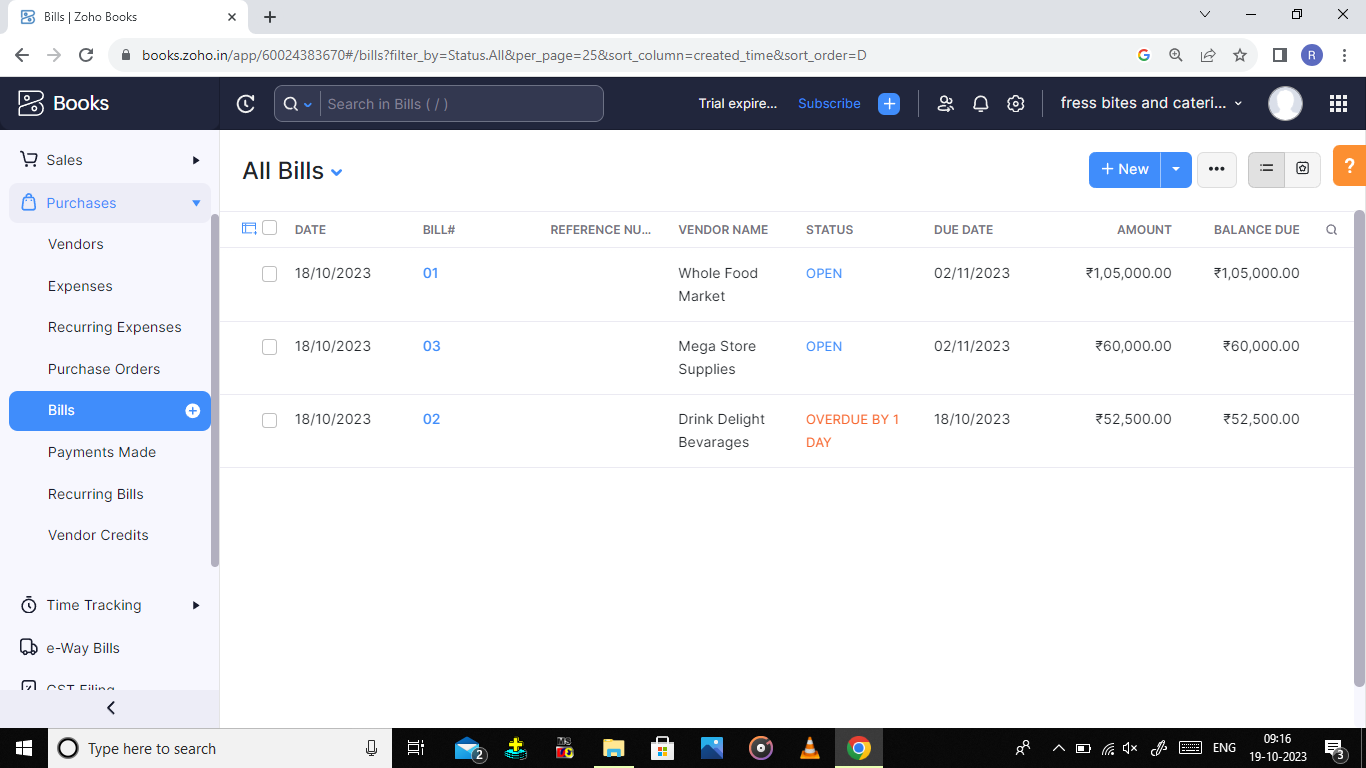 Bills | Zoho Books
books.zoho.in/app/60024383670#/bills?filter_by=Status.All&per_page=25&sort_column=created_time&sort_order=D
R
Books
Search in Bills ( / )
Trial expire...
Subscribe
fress bites and cateri...
Sales
Purchases
Vendors
Expenses
Recurring Expenses
Purchase Orders
Bills
Payments Made
Recurring Bills
Vendor Credits
Time Tracking
e-Way Bills
GST Filing
All Bills
+ New
?
DATE BILL# REFERENCE NU... VENDOR NAME STATUS DUE DATE AMOUNT BALANCE DUE
18/10/2023 01 Whole Food OPEN 02/11/2023 ₹1,05,000.00 ₹1,05,000.00
Market
18/10/2023 03 Mega Store OPEN 02/11/2023 ₹60,000.00 ₹60,000.00
Supplies
18/10/2023 02 Drink Delight OVERDUE BY 1 18/10/2023 ₹52,500.00 ₹52,500.00
Bevarages DAY
Type here to search
2
ENG
09:16
19-10-2023
3